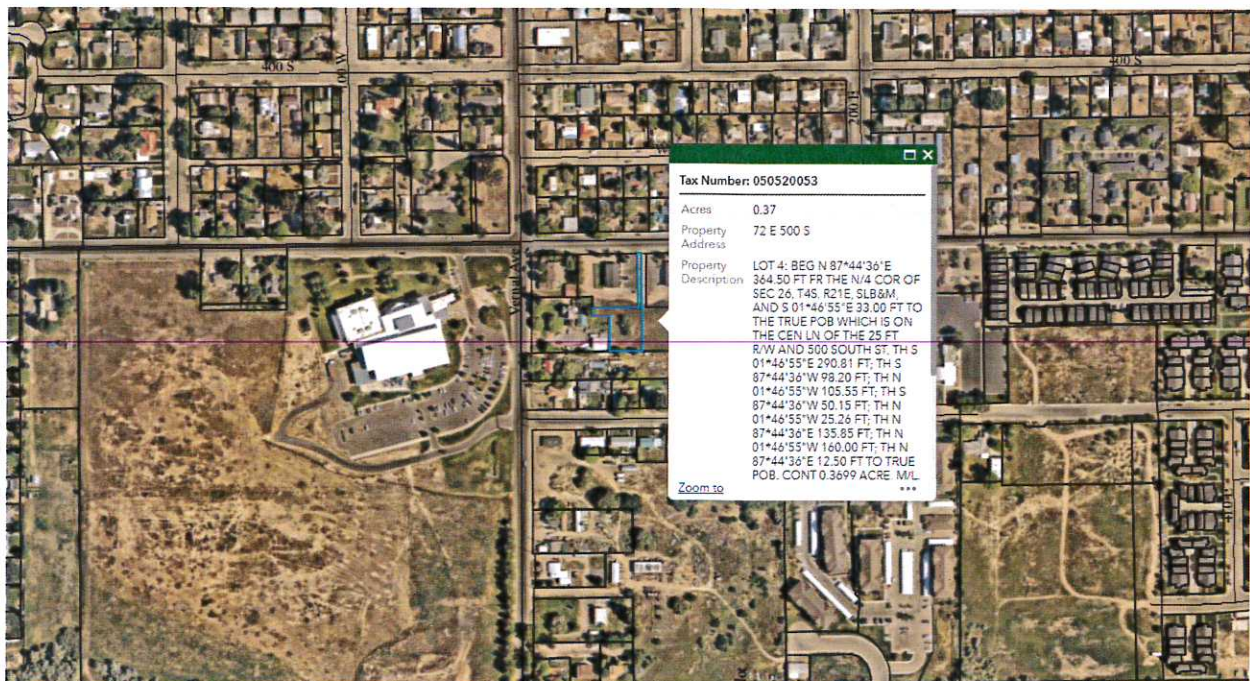 400 S
100 W
400 S
100 E
W
Vernal Ave
Tax Number: 050520053
Acres 0.37
Property Address 72 E 500 S
Property Description LOT 4: BEG N 87°44'36"E
364.50 FT FR THE N/4 COR OF
SEC 26, T4S, R21E, SLB&M,
AND S 01°46'55"E 33.00 FT TO
THE TRUE POB WHICH IS ON
THE CEN LN OF THE 25 FT
R/W AND 500 SOUTH ST, TH S
01°46'55"E 290.81 FT; TH S
87°44'36"W 98.20 FT; TH N
01°46'55"W 105.55 FT; TH S
87°44'36"W 50.15 FT; TH N
01°46'55"W 25.26 FT; TH N
87°44'36"E 135.85 FT; TH N
01°46'55"W 160.00 FT; TH N
87°44'36"E 12.50 FT TO TRUE
POB. CONT 0.3699 ACRE. M/L.
Zoom to